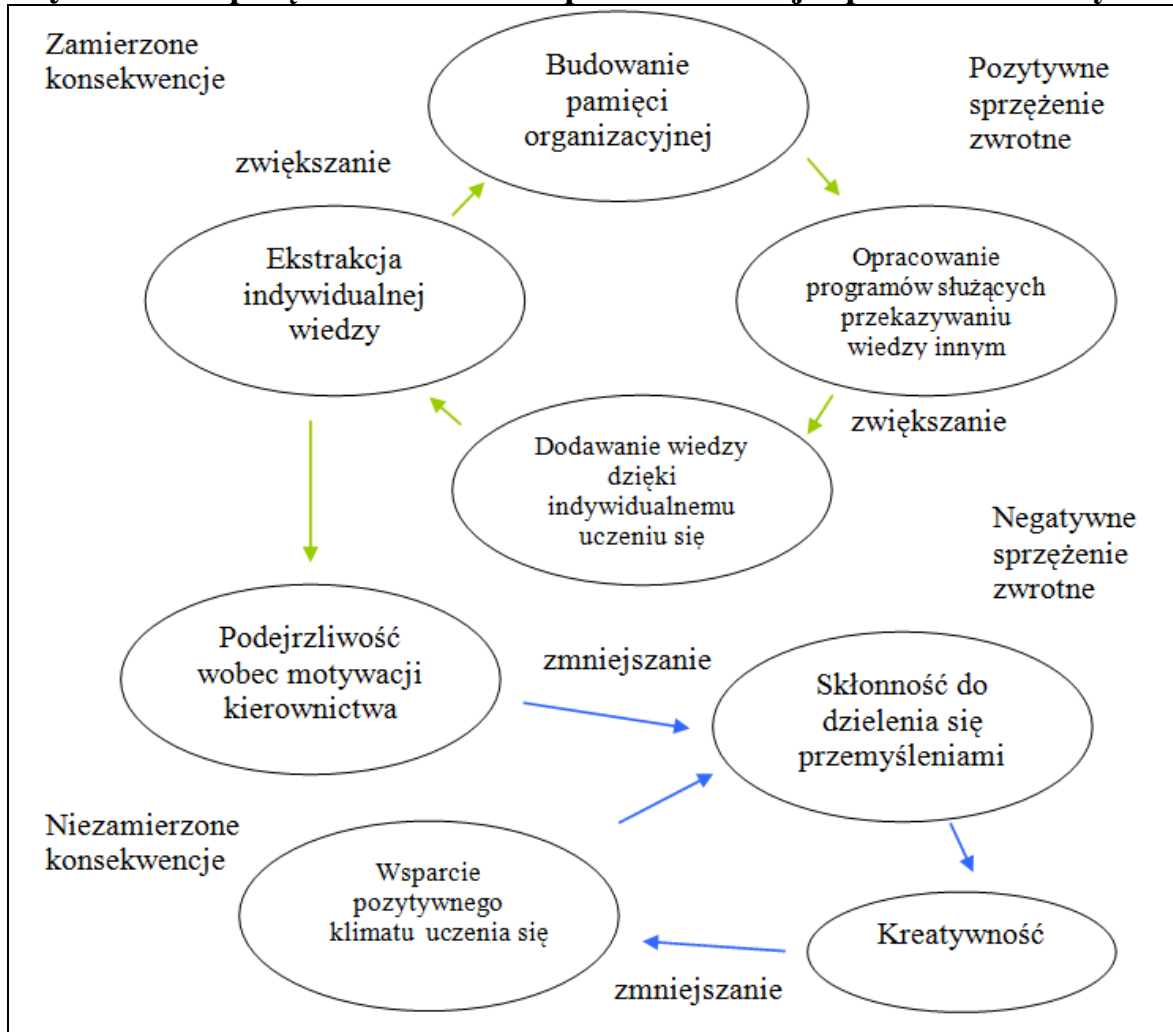 Zamierzone
konsekwencje
Budowanie
pamięci
organizacyjnej
Pozytywne
sprzężenie
zwrotne
zwiększanie
Ekstrakcja
indywidualnej
wiedzy
Opracowanie
programów służących
przekazywaniu
wiedzy innym
zwiększanie
Dodawanie wiedzy
dzięki
indywidualnemu
uczeniu się
Negatywne
sprzężenie
zwrotne
Podejrzliwość
wobec motywacji
kierownictwa
zmniejszanie
Skłonność do
dzielenia się
przemyśleniami
Niezamierzone
konsekwencje
Wsparcie
pozytywnego
klimatu uczenia się
Kreatywność
zmniejszanie